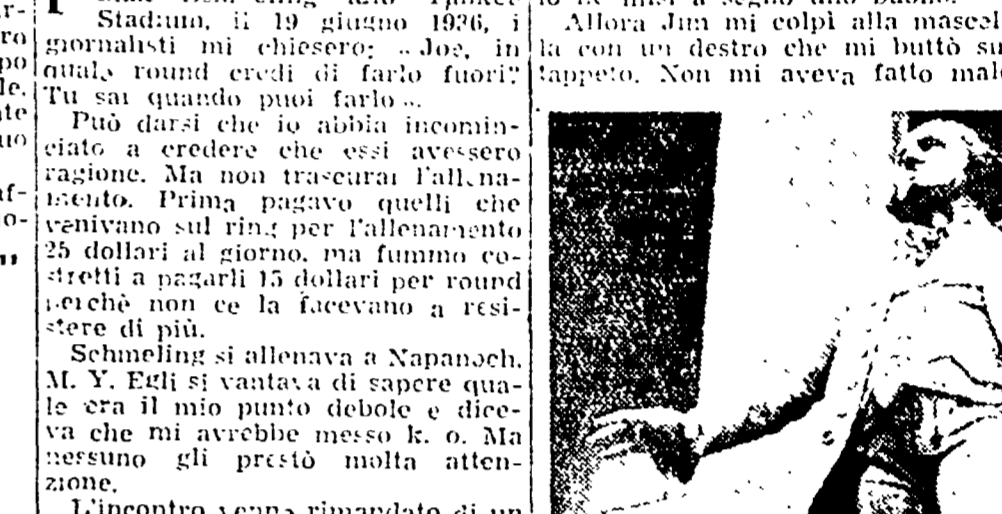 Stadium, il 19 giugno 1936, i
giornalisti mi chiesero: « Joe, in
quale round credi di farlo fuori?
Tu sai quando puoi farlo ».
Può darsi che io abbia incomin-
ciato a credere che essi avessero
ragione. Ma non trascurai l'allena-
mento. Prima pagavo quelli che
venivano sul ring per l'allenamento
25 dollari al giorno, ma fummo co-
stretti a pagarli 15 dollari per round
perchè non ce la facevano a resi-
stere di più.
Schmeling si allenava a Napanoch,
M. Y. Egli si vantava di sapere qua-
le era il mio punto debole e dice-
va che mi avrebbe messo k. o. Ma
nessuno gli prestò molta atten-
zione.
L'incontro venne rimandato di un
Allora Jim mi colpì alla mascel
la con un destro che mi buttò su
tappeto. Non mi aveva fatto male